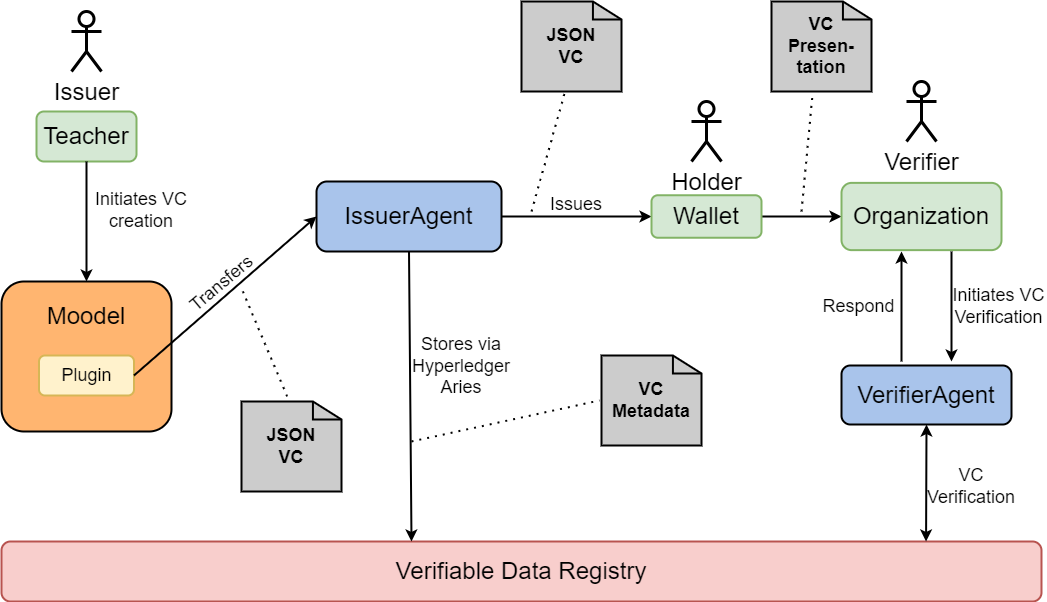 Issuer
Teacher
Initiates VC
creation
Moodel
Plugin
Transfers
JSON
VC
IssuerAgent
Stores via
Hyperledger
Aries
VC
Metadata
JSON
VC
Issues
Holder
Wallet
VC
Presen-
tation
Verifier
Organization
Respond
Initiates VC
Verification
VerifierAgent
VC
Verification
Verifiable Data Registry